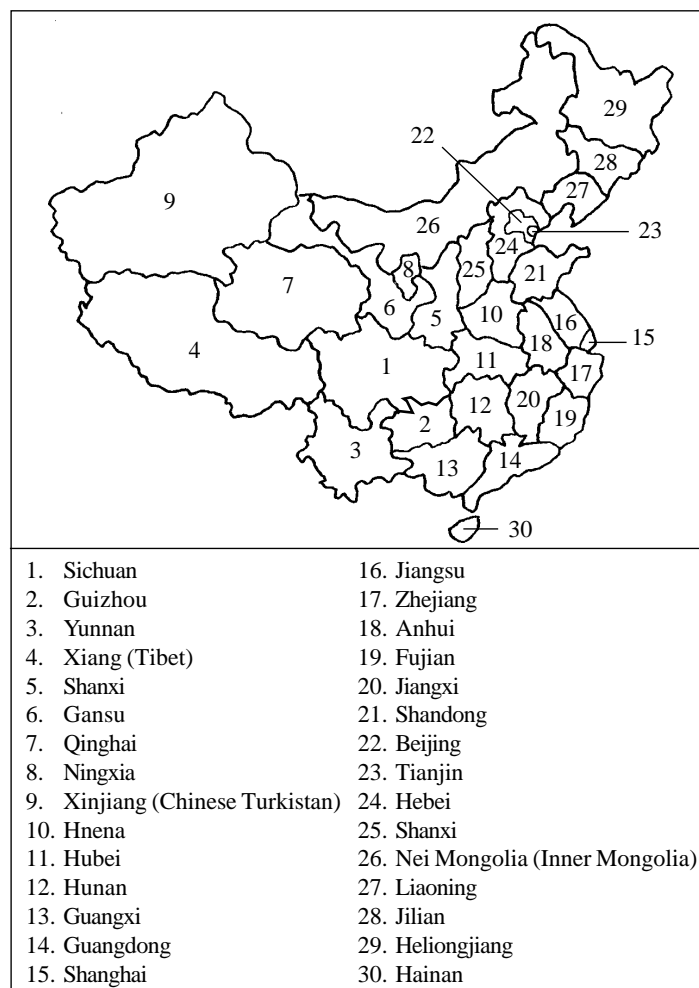 29
22
28
27
9
26
23
24
8
25
21
7
6
5
10
16
15
4
18
1
11
17
20
12
2
19
3
13
14
30
1. Sichuan
2. Guizhou
3. Yunnan
4. Xiang (Tibet)
5. Shanxi
6. Gansu
7. Qinghai
8. Ningxia
9. Xinjiang (Chinese Turkistan)
10. Hnena
11. Hubei
12. Hunan
13. Guangxi
14. Guangdong
15. Shanghai
16. Jiangsu
17. Zhejiang
18. Anhui
19. Fujian
20. Jiangxi
21. Shandong
22. Beijing
23. Tianjin
24. Hebei
25. Shanxi
26. Nei Mongolia (Inner Mongolia)
27. Liaoning
28. Jilian
29. Heliongjiang
30. Hainan